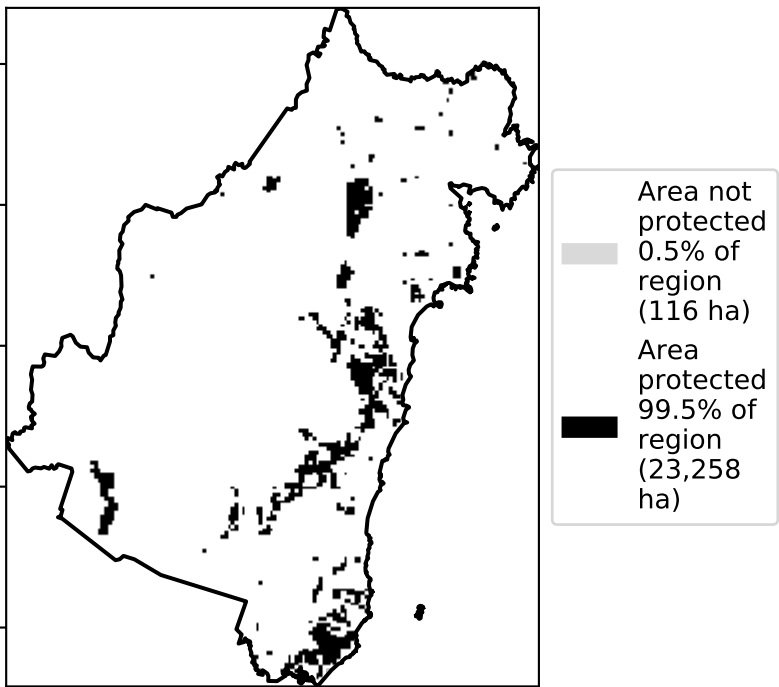 Area not
protected
0.5% of
region
(116 ha)
Area
protected
99.5% of
region
(23,258
ha)